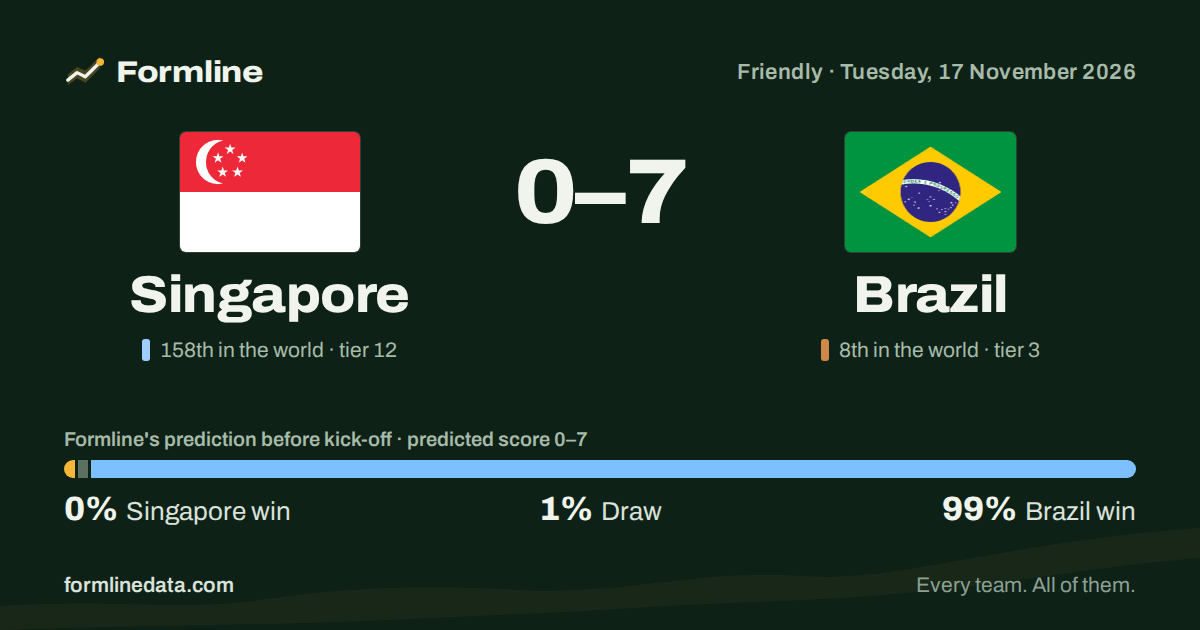 Formline
Friendly · Tuesday, 17 November 2026
0–7
Singapore
Brazil
158th in the world · tier 12
8th in the world · tier 3
Formline's prediction before kick-off · predicted score 0–7
0% Singapore win
1% Draw
99% Brazil win
formlinedata.com
Every team. All of them.